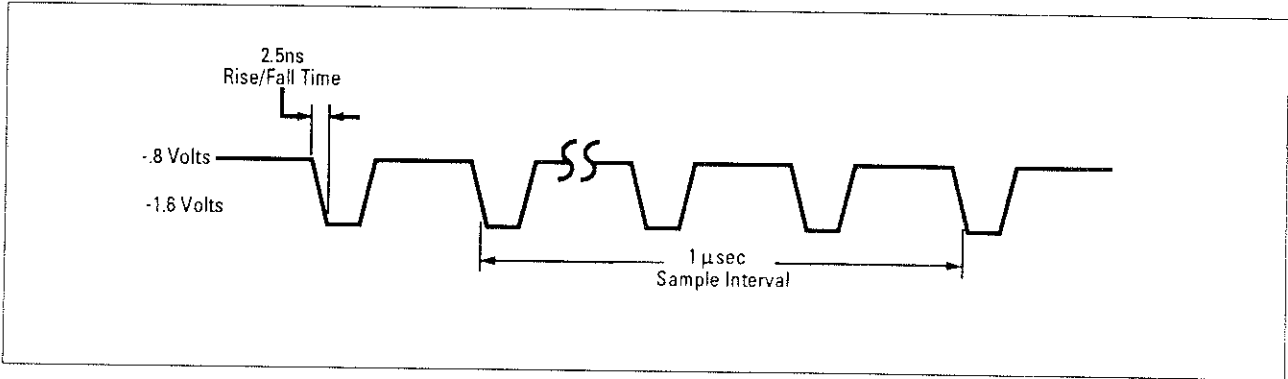 2.5ns
Rise/Fall Time
-.8 Volts
-1.6 Volts
1 μsec
Sample Interval